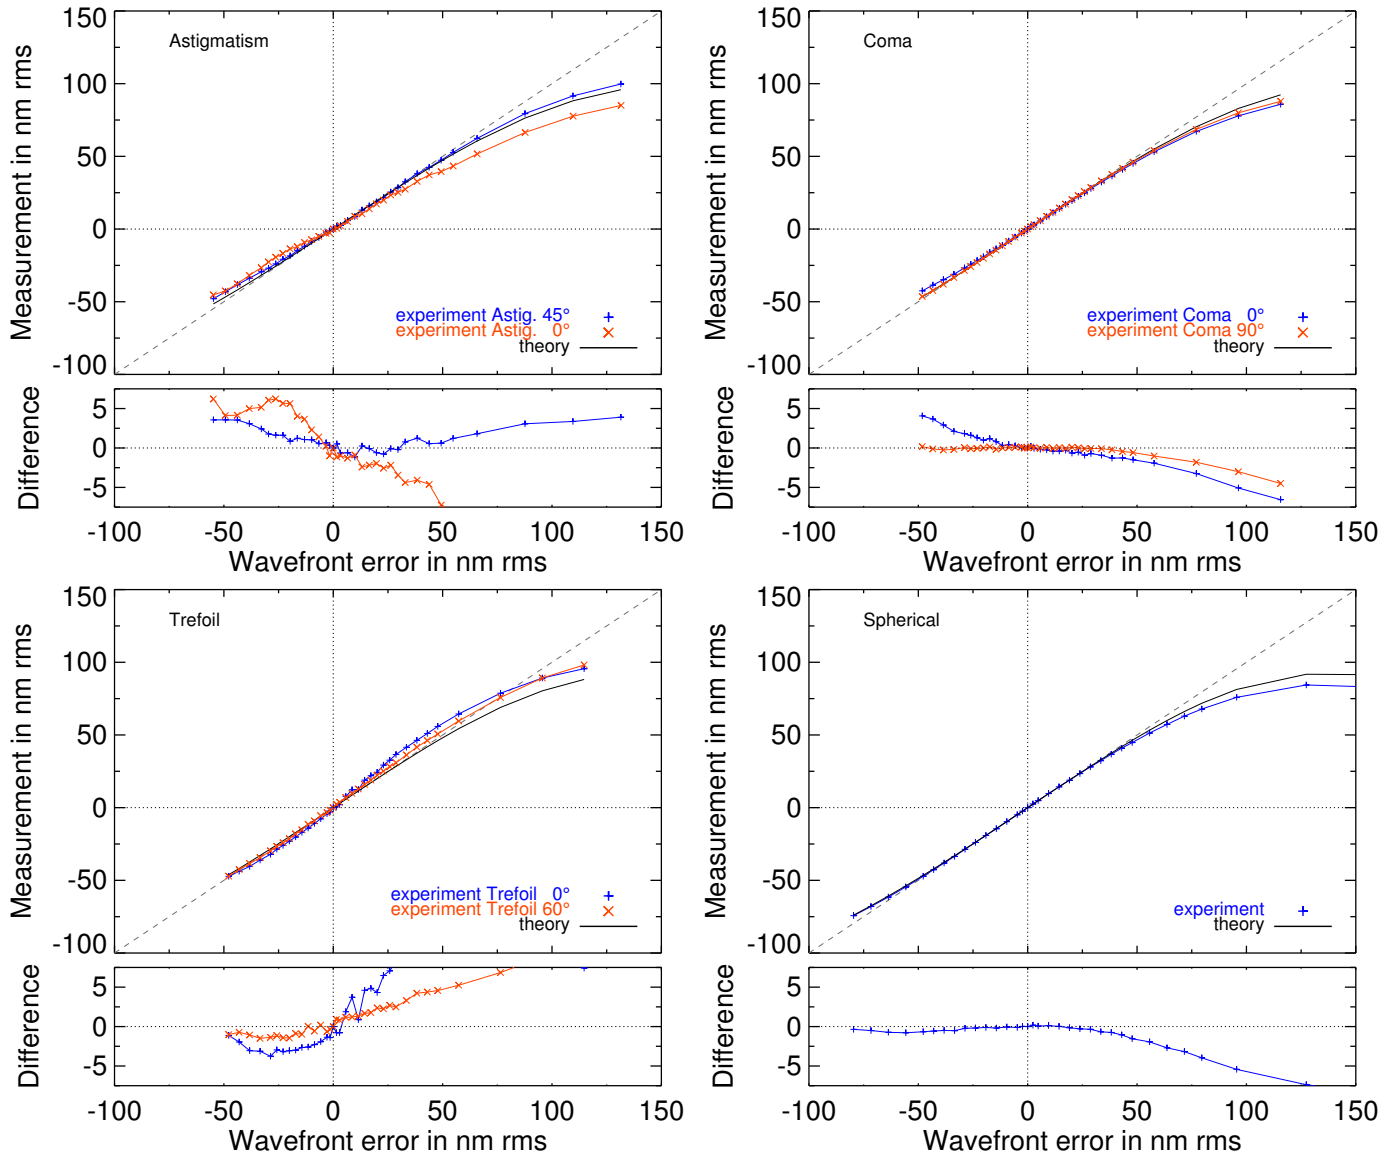 150
100
50
0
-50
-100
Measurement in nm rms
Astigmatism
experiment Astig. 45°
experiment Astig. 0°
theory
5
0
-5
Difference
-100 -50 0 50 100 150
Wavefront error in nm rms
150
100
50
0
-50
-100
Measurement in nm rms
Coma
experiment Coma 0°
experiment Coma 90°
theory
5
0
-5
Difference
-100 -50 0 50 100 150
Wavefront error in nm rms
150
100
50
0
-50
-100
Measurement in nm rms
Trefoil
experiment Trefoil 0°
experiment Trefoil 60°
theory
5
0
-5
Difference
-100 -50 0 50 100 150
Wavefront error in nm rms
150
100
50
0
-50
-100
Measurement in nm rms
Spherical
experiment
theory
5
0
-5
Difference
-100 -50 0 50 100 150
Wavefront error in nm rms